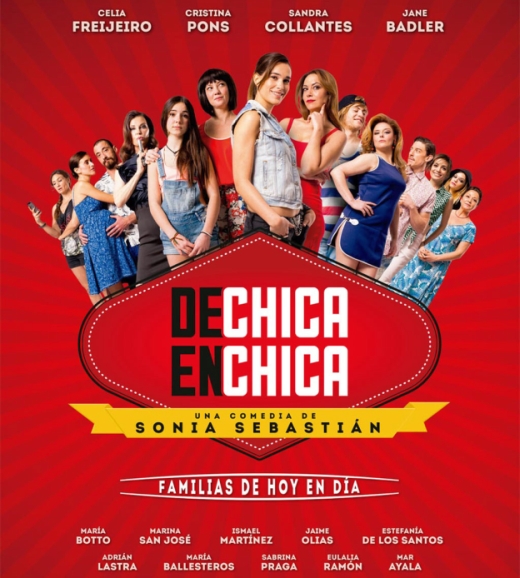 CELIA CRISTINA SANDRA JANE
FREIJEIRO PONS COLLANTES BADLER
DECHICA
ENCHICA
UNA COMEDIA DE
SONIA SEBASTIÁN
FAMILIAS DE HOY EN DÍA
MARÍA MARINA ISMAEL JAIME ESTEFANÍA
BOTTO SAN JOSÉ MARTÍNEZ OLIAS DE LOS SANTOS
ADRIÁN MARÍA SABRINA EULALIA MAR
LASTRA BALLESTEROS PRAGA RAMÓN AYALA